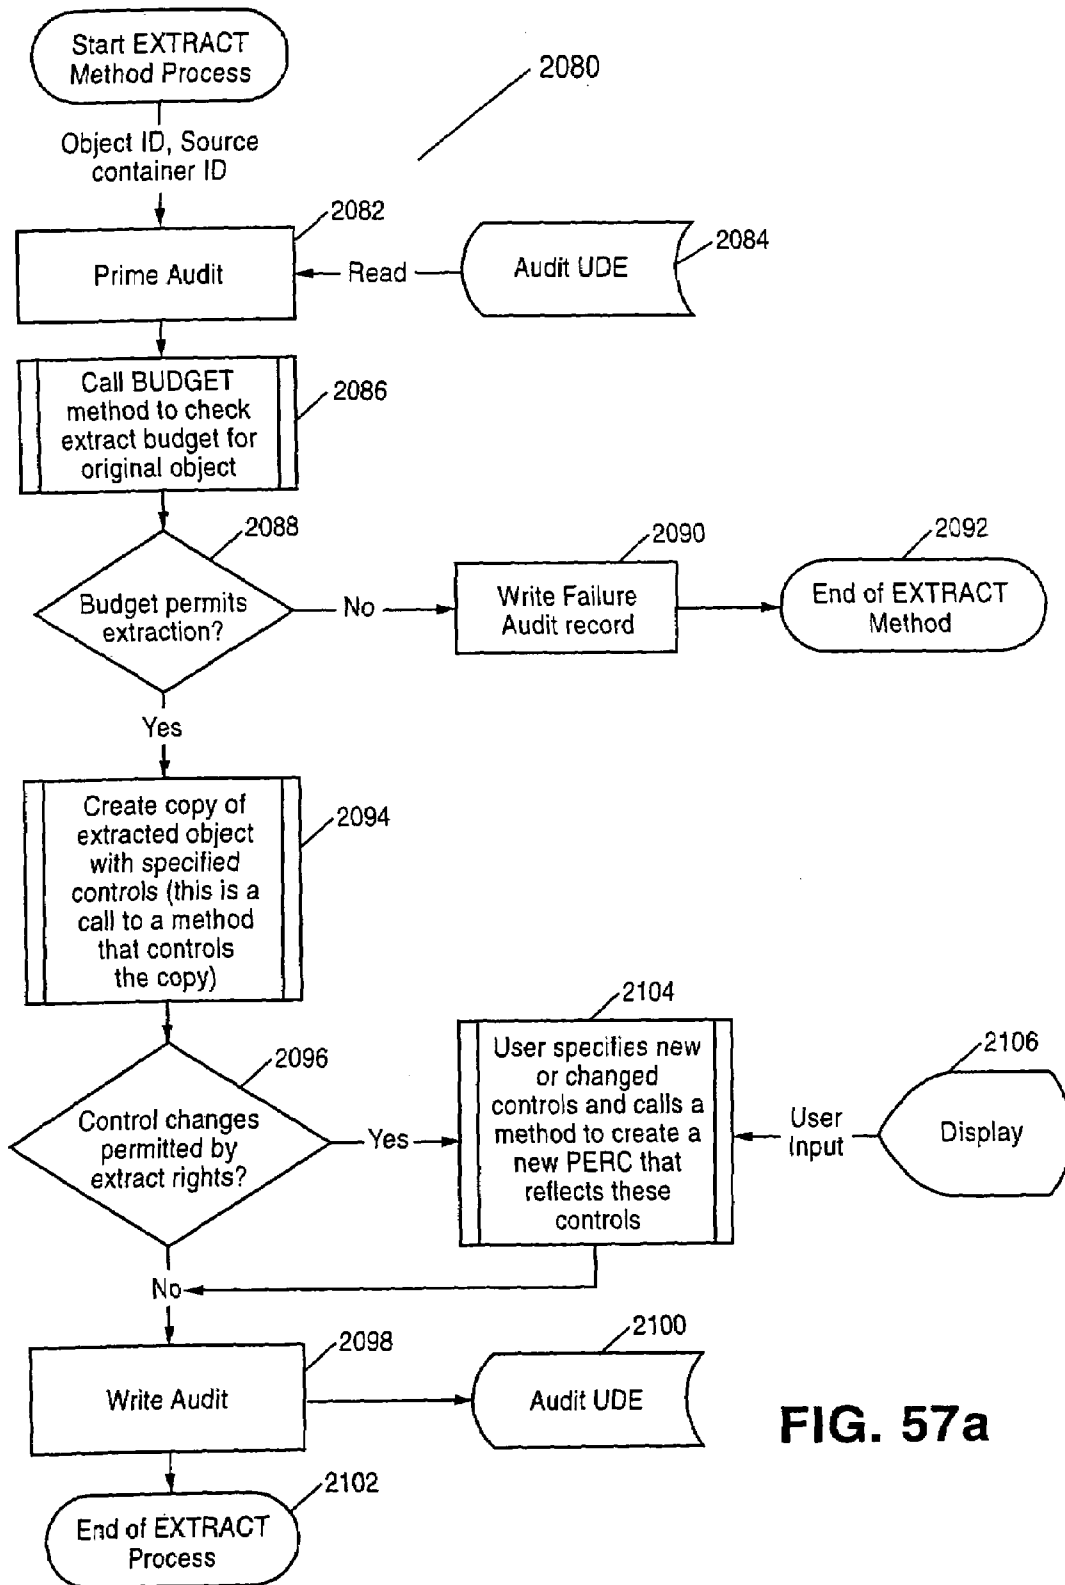 Start EXTRACT
Method Process
2080
Object ID, Source
container ID
2082
Prime Audit
Read
Audit UDE
2084
Call BUDGET
method to check
extract budget for
original object
2086
2088
Budget permits
extraction?
No
2090
Write Failure
Audit record
2092
End of EXTRACT
Method
Yes
Create copy of
extracted object
with specified
controls (this is a
call to a method
that controls
the copy)
2094
2096
Control changes
permitted by
extract rights?
Yes
2104
User specifies new
or changed
controls and calls a
method to create a
new PERC that
reflects these
controls
User
Input
2106
Display
No
2098
Write Audit
2100
Audit UDE
FIG. 57a
2102
End of EXTRACT
Process